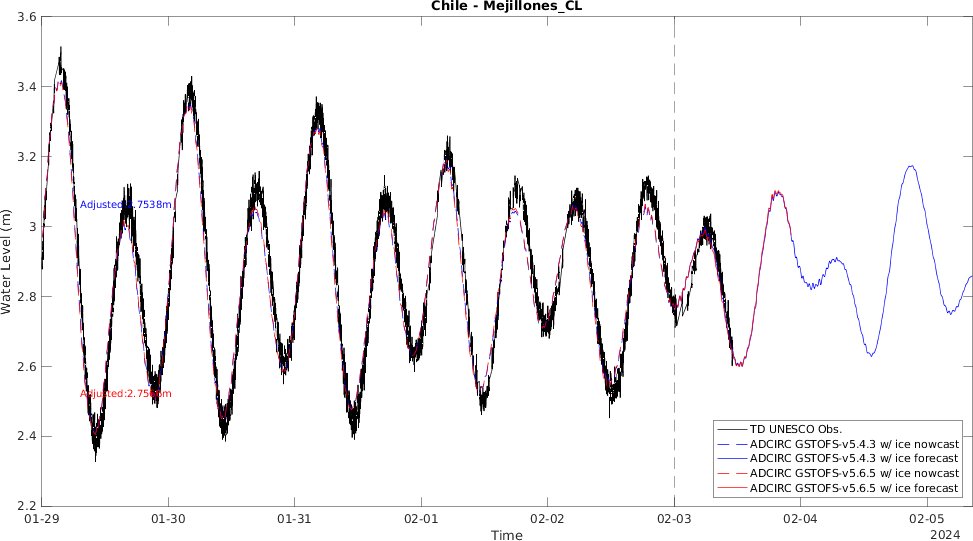 Chile - Mejillones_CL
3.6
3.4
3.2
3
2.8
2.6
2.4
2.2
Water Level (m)
Adjusted:2.7538m
TD UNESCO Obs.
ADCIRC GSTOFS-v5.4.3 w/ ice nowcast
ADCIRC GSTOFS-v5.4.3 w/ ice forecast
ADCIRC GSTOFS-v5.6.5 w/ ice nowcast
ADCIRC GSTOFS-v5.6.5 w/ ice forecast
01-29
01-30
01-31
02-01
02-02
02-03
02-04
02-05
Time
2024